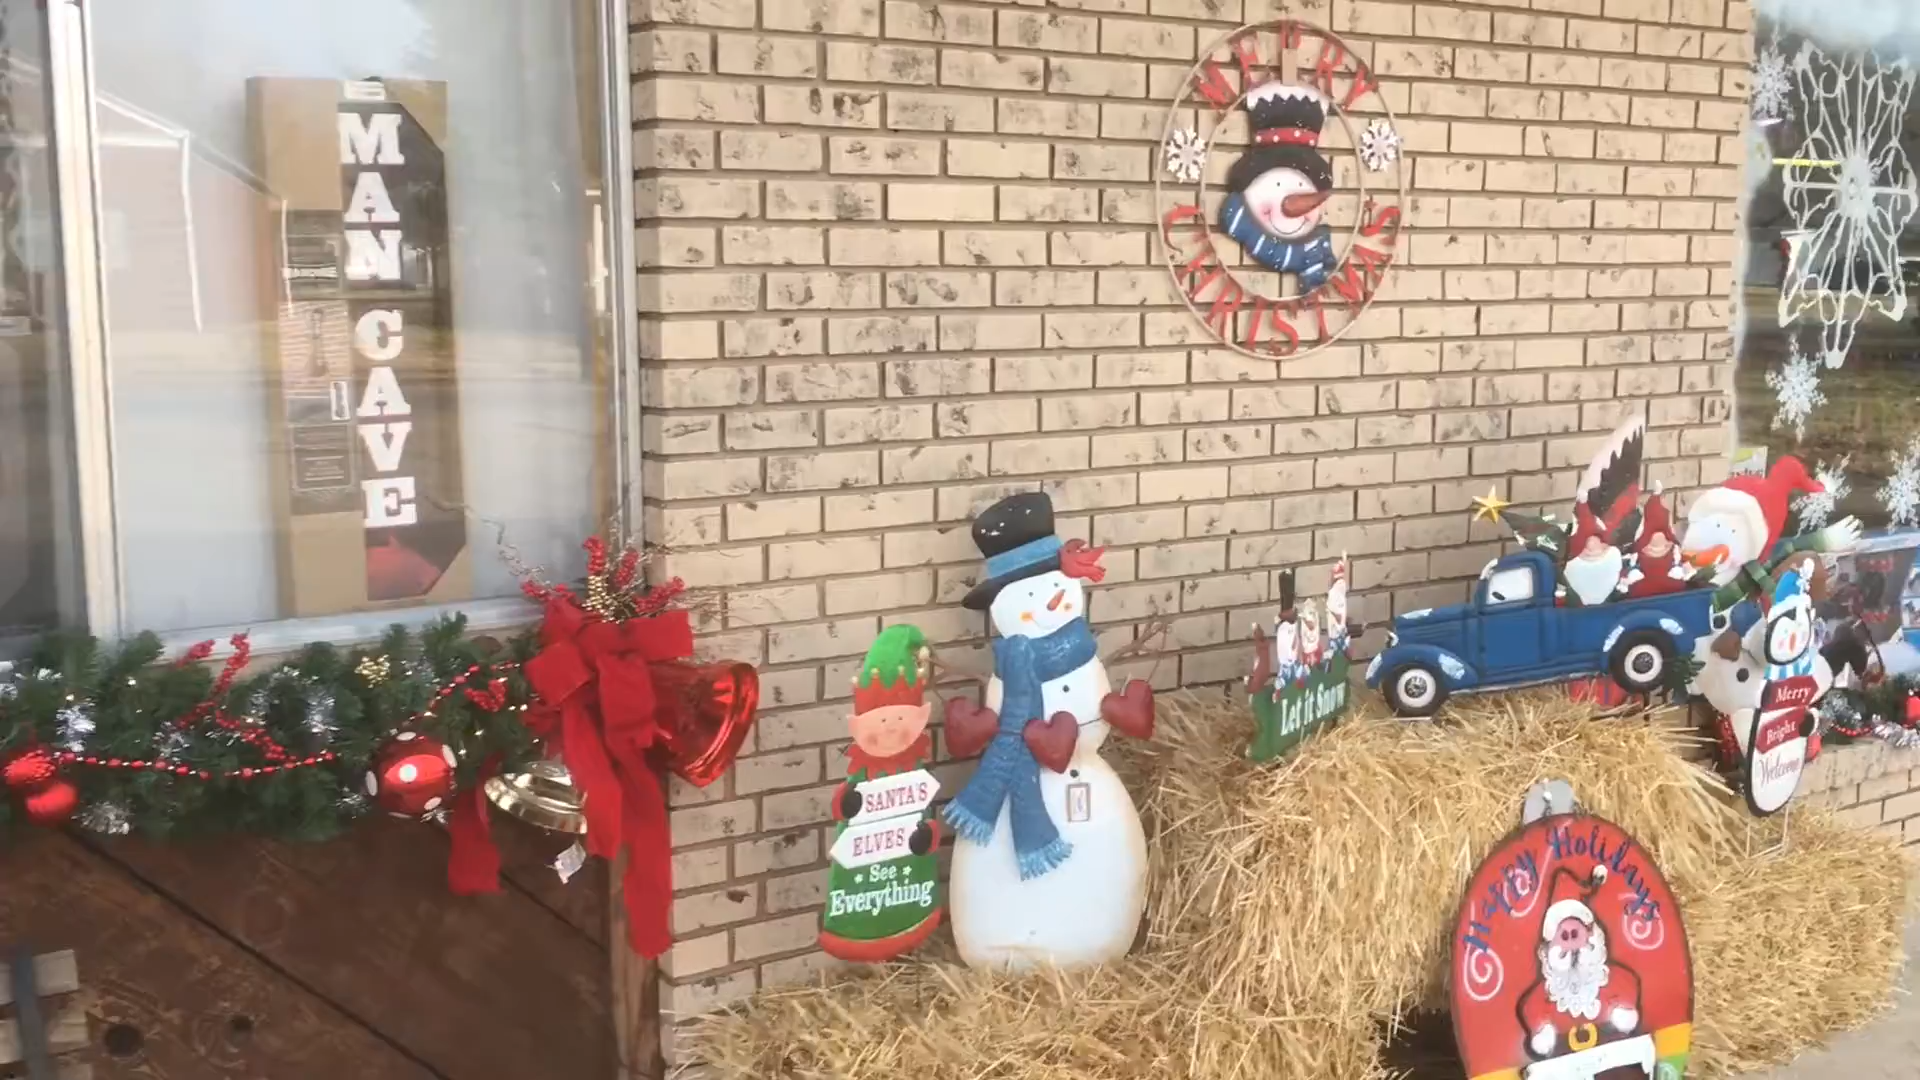 MAN
CAVE
MERRY
CHRISTMAS
SANTA'S
ELVES
See
Everything
Let it Snow
Merry
Bright
Welcome
Happy Holidays